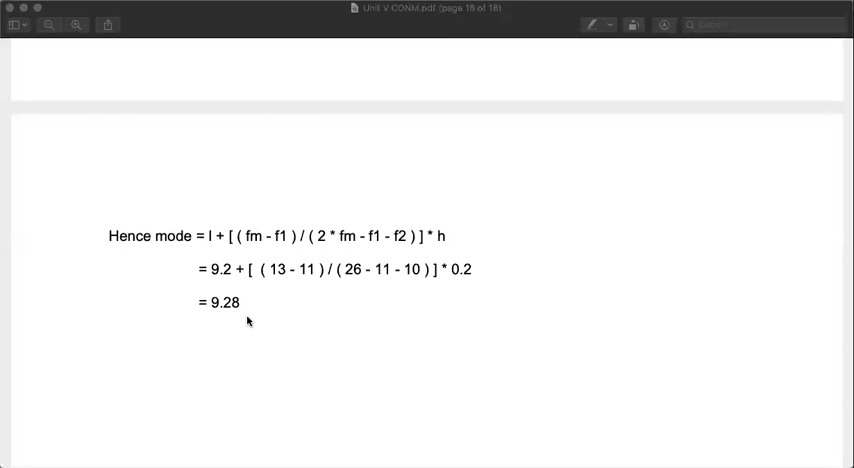 Unit V CONM.pdf (page 18 of 18)
Search
Hence mode = l + [ ( fm - f1 ) / ( 2 * fm - f1 - f2 ) ] * h
= 9.2 + [ ( 13 - 11 ) / ( 26 - 11 - 10 ) ] * 0.2
= 9.28